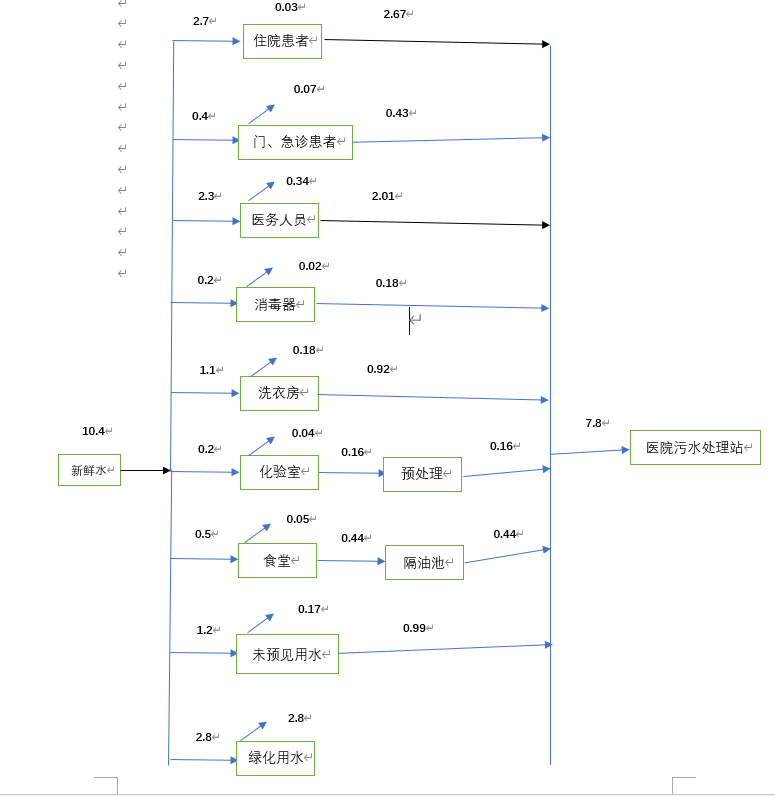 0.03
2.7
2.67
住院患者
0.07
0.4
0.43
门、急诊患者
0.34
2.3
2.01
医务人员
0.02
0.2
0.18
消毒器
0.18
1.1
0.92
洗衣房
10.4
0.04
0.2
0.16
0.16
7.8
新鲜水
化验室
预处理
医院污水处理站
0.05
0.5
0.44
0.44
食堂
隔油池
0.17
1.2
0.99
未预见用水
2.8
2.8
绿化用水